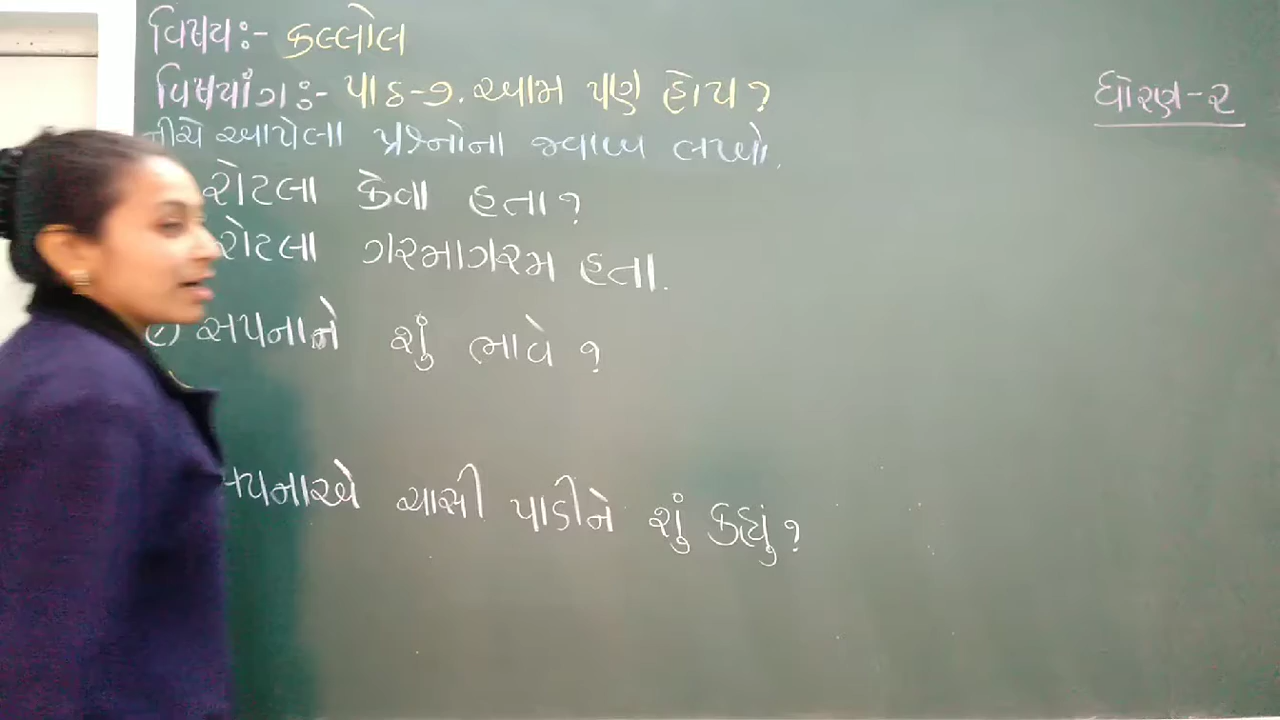 વિષયઃ- કલ્લોલ
વિષયાંગઃ- પાઠ-૭. આમ પણ હોય?
ધોરણ-૨
નીચે આપેલા પ્રશ્નોના જવાબ લખો.
રોટલા કેવા હતા?
રોટલા ગરમાગરમ હતા.
સપનાને શું ભાવે ?
સપનાએ ચીસ પાડીને શું કહ્યું ?